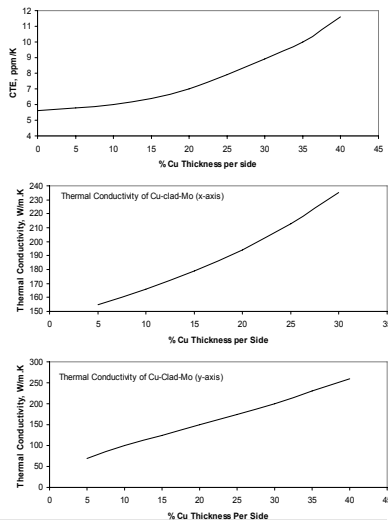 12
11
10
9
8
7
6
5
4
CTE, ppm/K
0 5 10 15 20 25 30 35 40 45
% Cu Thickness per side
240
230
220
210
200
190
180
170
160
150
Thermal Conductivity, W/m.K
Thermal Conductivity of Cu-clad-Mo (x-axis)
0 5 10 15 20 25 30 35
% Cu Thickness per Side
300
250
200
150
100
50
0
Thermal Conductivity, W/m.K
Thermal Conductivity of Cu-Clad-Mo (y-axis)
0 5 10 15 20 25 30 35 40 45
% Cu Thickness Per Side